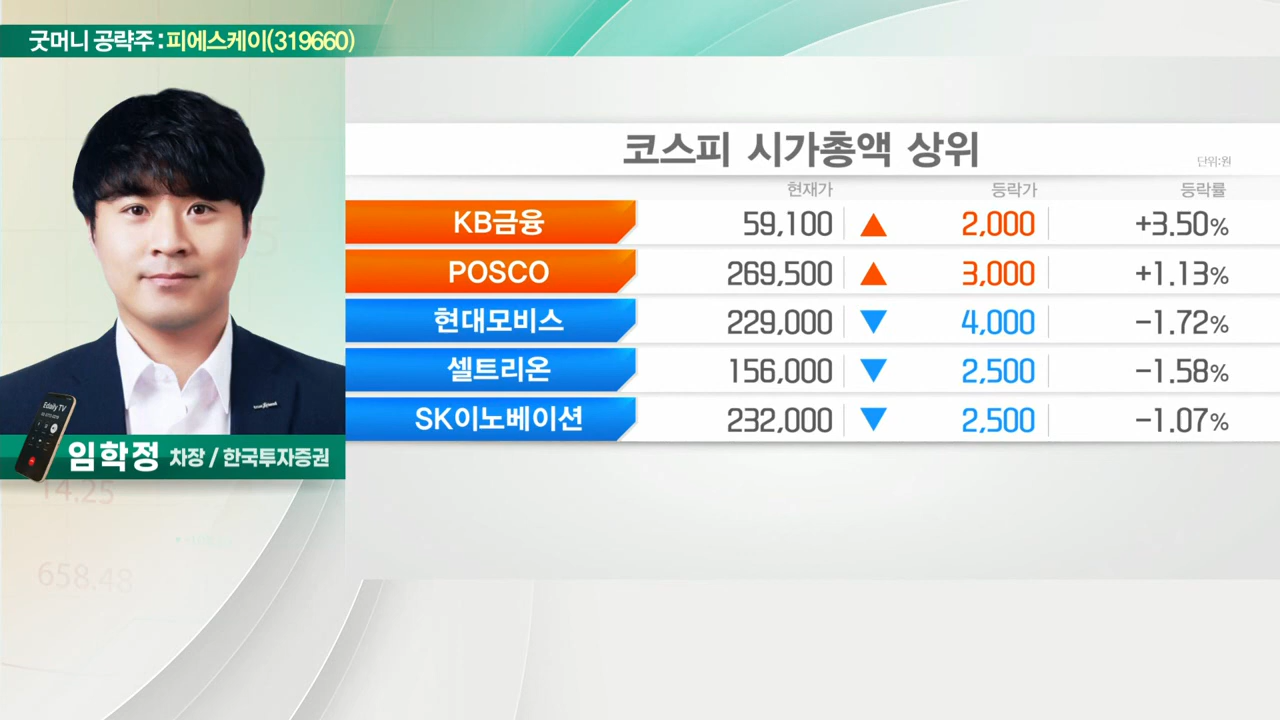 굿머니 공략주 : 피에스케이(319660)
코스피 시가총액 상위
단위:원
현재가 등락가 등락률
KB금융 59,100 ▲ 2,000 +3.50%
POSCO 269,500 ▲ 3,000 +1.13%
현대모비스 229,000 ▼ 4,000 -1.72%
셀트리온 156,000 ▼ 2,500 -1.58%
SK이노베이션 232,000 ▼ 2,500 -1.07%
Edaily TV
임학정 차장 / 한국투자증권
14.25
658.48